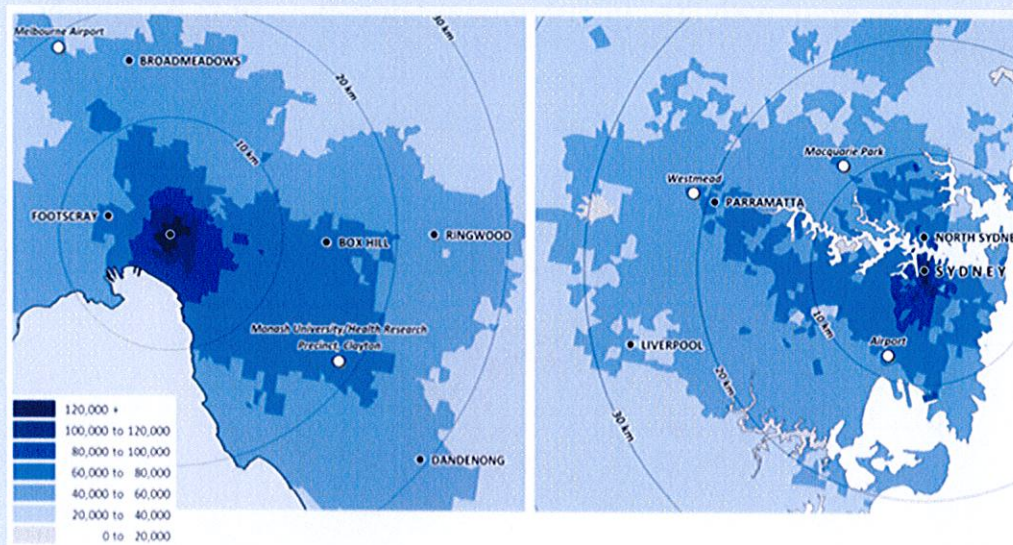 Melbourne Airport
BROADMEADOWS
30 km
20 km
10 km
FOOTSCRAY
BOX HILL
RINGWOOD
Monash University/Health Research
Precinct, Clayton
DANDENONG
120,000 +
100,000 to 120,000
80,000 to 100,000
60,000 to 80,000
40,000 to 60,000
20,000 to 40,000
0 to 20,000
Macquarie Park
Westmead
PARRAMATTA
NORTH SYDNE
SYDNEY
10 km
Airport
LIVERPOOL
20 km
30 km